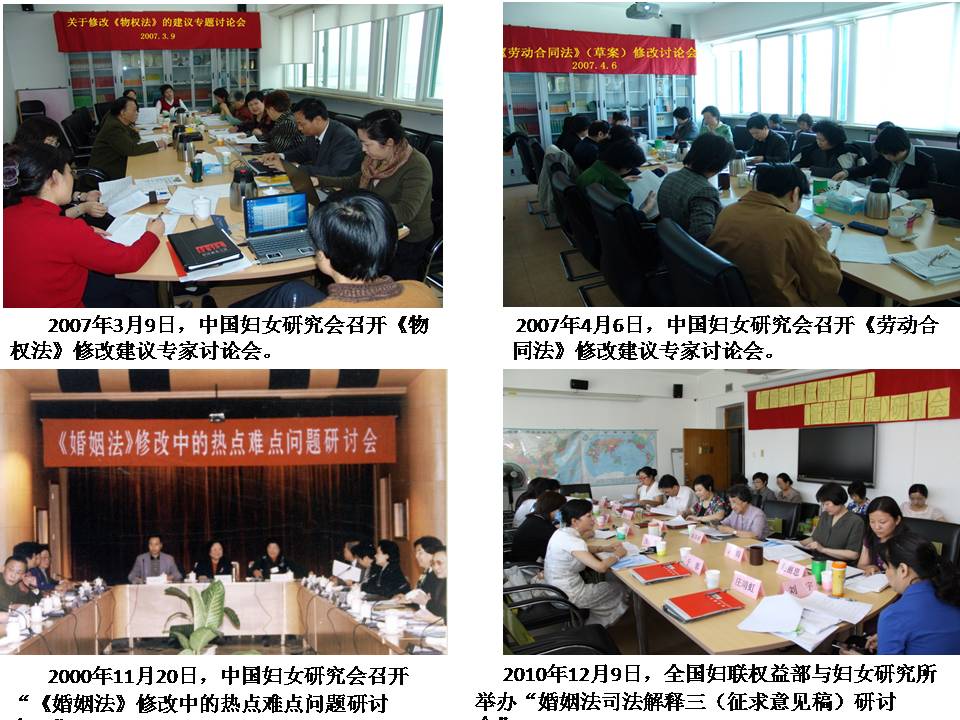 关于修改《物权法》的建议专题讨论会
2007.3.9
《劳动合同法》（草案）修改讨论会
2007.4.6
2007年3月9日，中国妇女研究会召开《物
权法》修改建议专家讨论会。
2007年4月6日，中国妇女研究会召开《劳动合
同法》修改建议专家讨论会。
《婚姻法》修改中的热点难点问题研讨会
庄鸿虹
刘宇
2000年11月20日，中国妇女研究会召开
“《婚姻法》修改中的热点难点问题研讨
2010年12月9日，全国妇联权益部与妇女研究所
举办“婚姻法司法解释三（征求意见稿）研讨